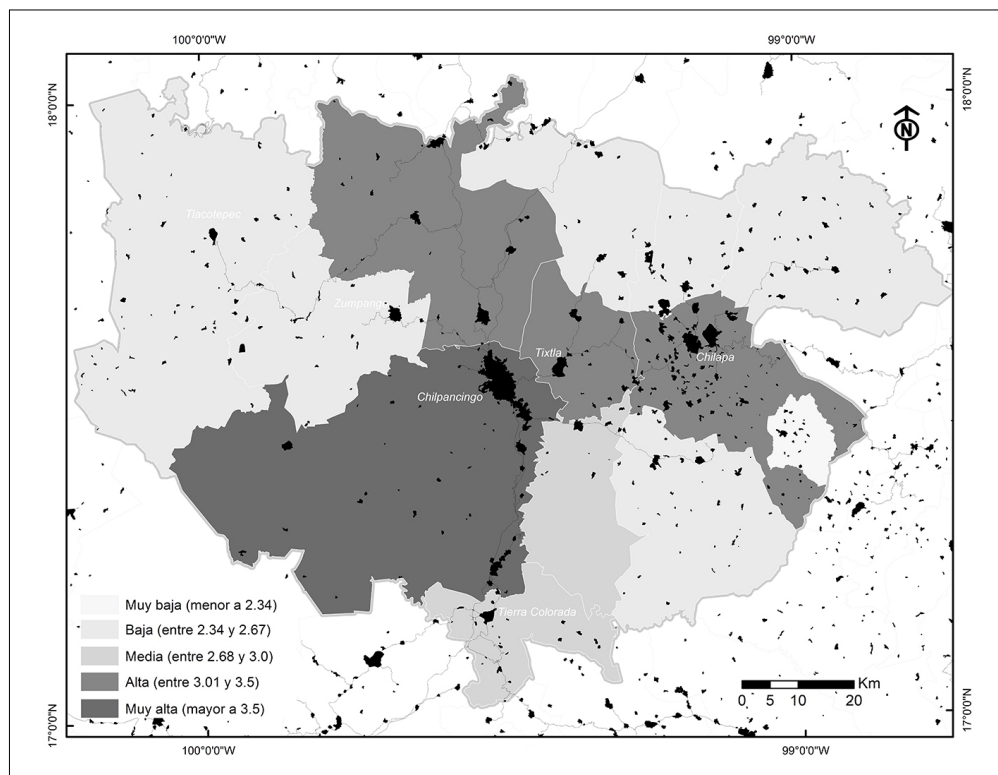 100°0'0"W
99°0'0"W
18°0'0"N
18°0'0"N
N
Tlacotepec
Zumpango
Tixtla
Chilapa
Chilpancingo
Tierra Colorada
Muy baja (menor a 2.34)
Baja (entre 2.34 y 2.67)
Media (entre 2.68 y 3.0)
Alta (entre 3.01 y 3.5)
Muy alta (mayor a 3.5)
Km
0 5 10 20
17°0'0"N
17°0'0"N
100°0'0"W
99°0'0"W